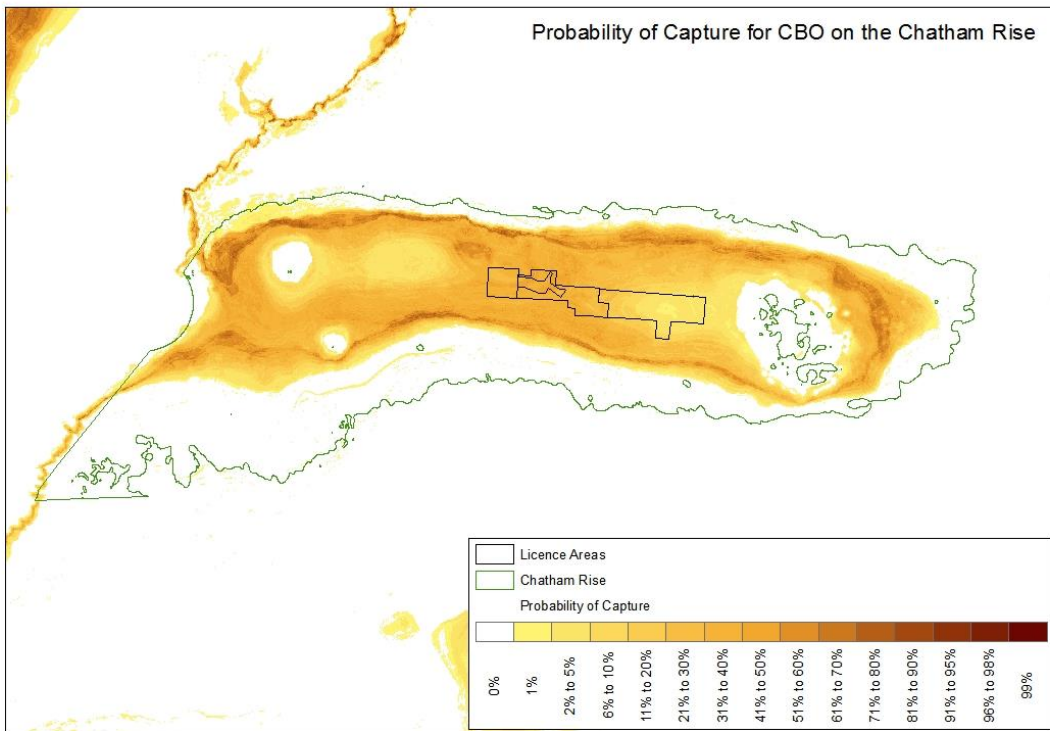 Probability of Capture for CBO on the Chatham Rise
Licence Areas
Chatham Rise
Probability of Capture
0%
1%
2% to 5%
6% to 10%
11% to 20%
21% to 30%
31% to 40%
41% to 50%
51% to 60%
61% to 70%
71% to 80%
81% to 90%
91% to 95%
96% to 98%
99%